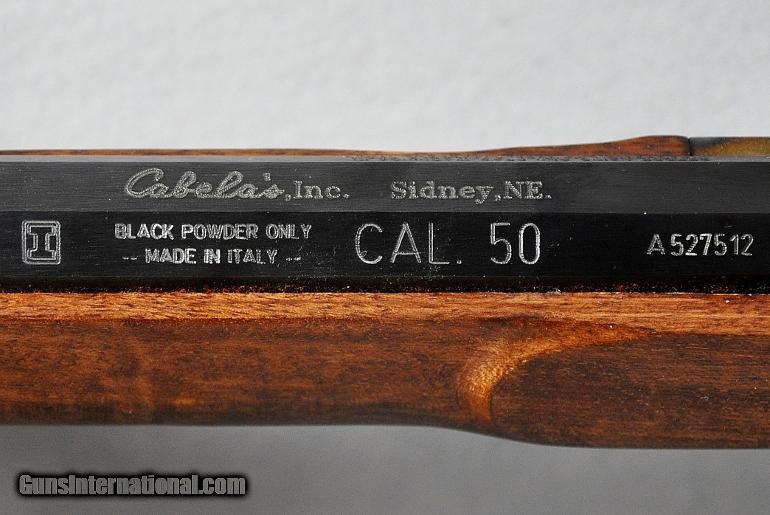 Cabela's, Inc. Sidney, NE.
I BLACK POWDER ONLY CAL. 50 A527512
-- MADE IN ITALY --
GunsInternational.com